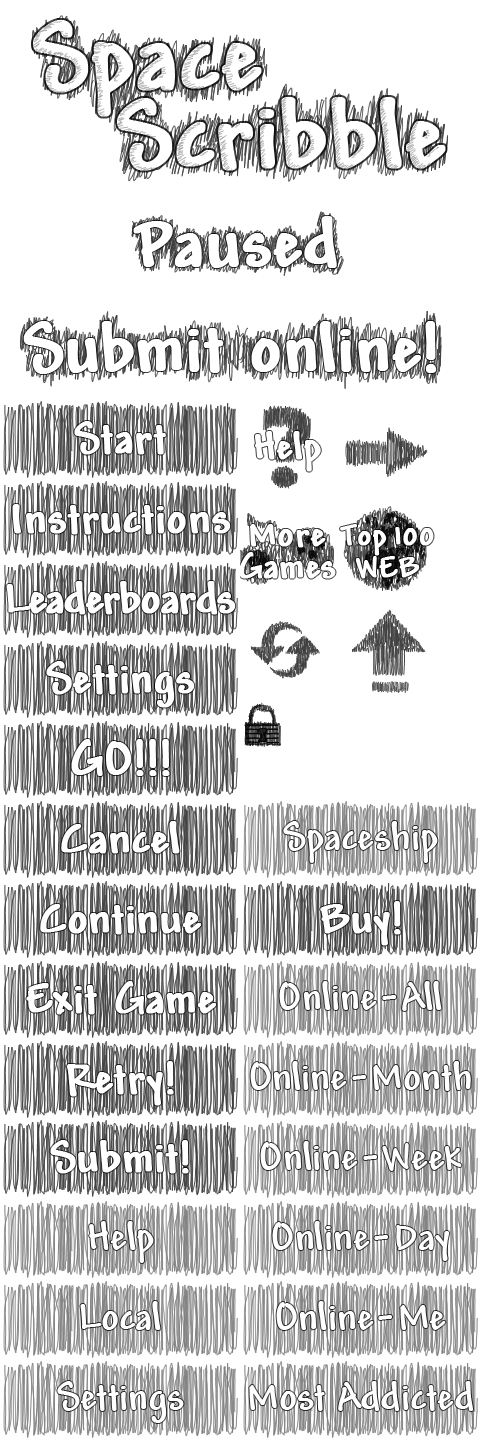 Space
Scribble
Paused
Submit online!
Start
Help
Instructions
More
Games
Top 100
WEB
Leaderboards
Settings
GO!!!
Cancel
Spaceship
Continue
Buy!
Exit Game
Online-All
Retry!
Online-Month
Submit!
Online-Week
Help
Online-Day
Local
Online-Me
Settings
Most Addicted